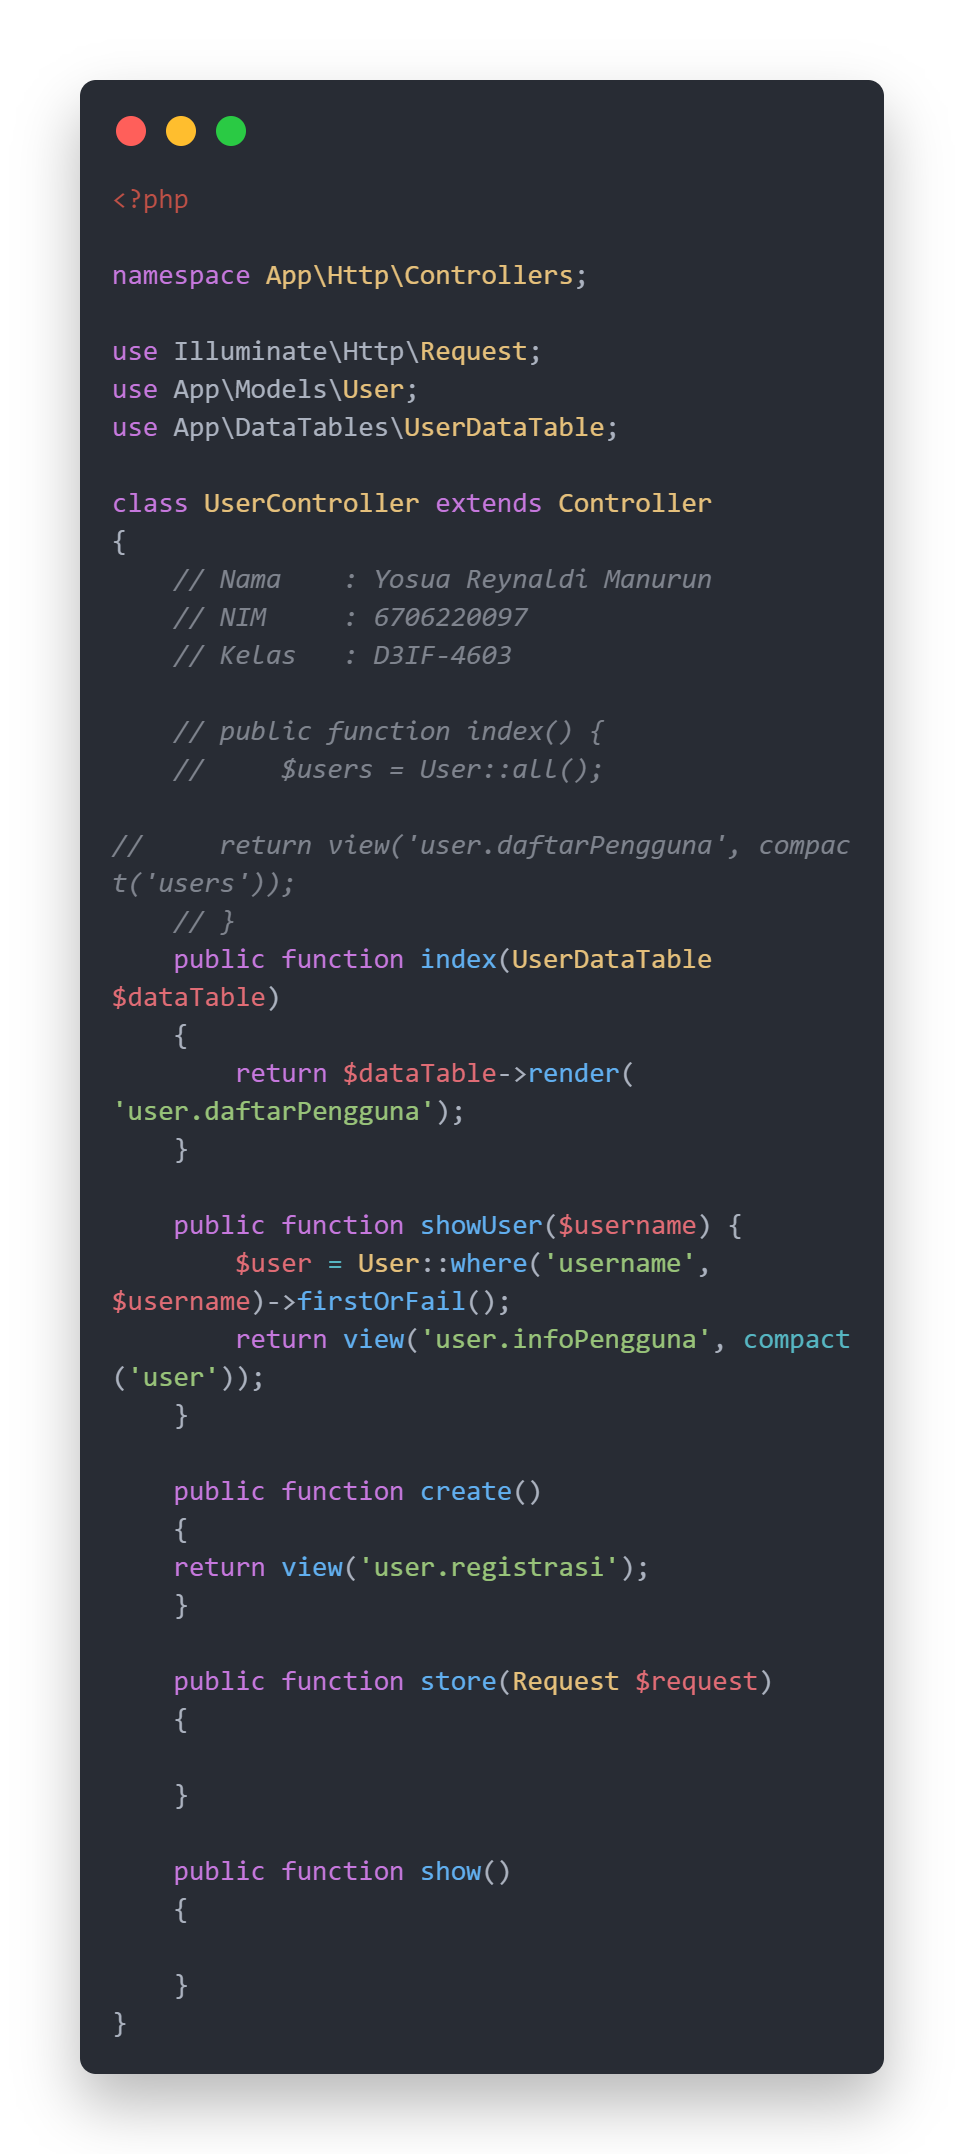 <?php

namespace App\Http\Controllers;

use Illuminate\Http\Request;
use App\Models\User;
use App\DataTables\UserDataTable;

class UserController extends Controller
{
    // Nama    : Yosua Reynaldi Manurun
    // NIM     : 6706220097
    // Kelas   : D3IF-4603

    // public function index() {
    //     $users = User::all();

//     return view('user.daftarPengguna', compac
t('users'));
    // }
    public function index(UserDataTable
$dataTable)
    {
        return $dataTable->render(
'user.daftarPengguna');
    }

    public function showUser($username) {
        $user = User::where('username',
$username)->firstOrFail();
        return view('user.infoPengguna', compact
('user'));
    }

    public function create()
    {
    return view('user.registrasi');
    }

    public function store(Request $request)
    {

    }

    public function show()
    {

    }
}